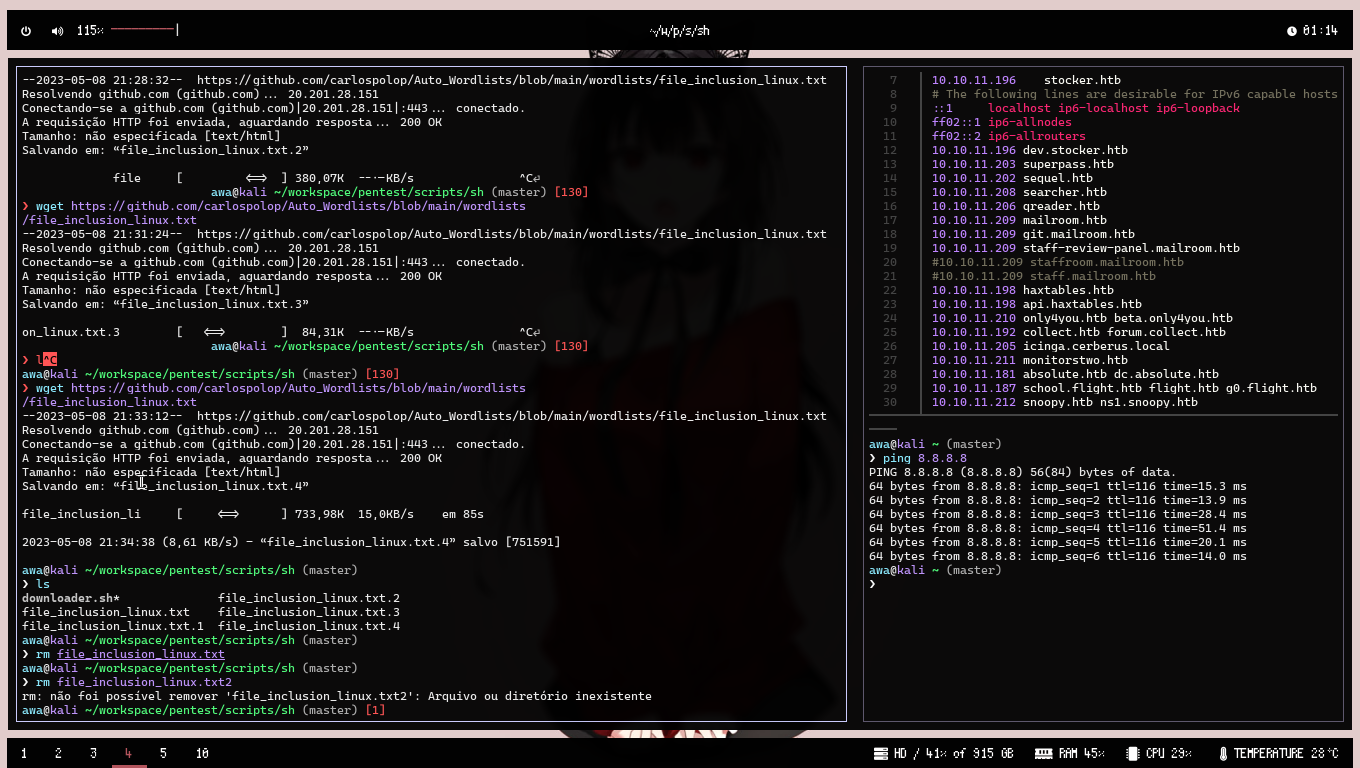 115% ~/w/p/s/sh 01:14
--2023-05-08 21:28:32-- https://github.com/carlospolop/Auto_Wordlists/blob/main/wordlists/file_inclusion_linux.txt
Resolvendo github.com (github.com)... 20.201.28.151
Conectando-se a github.com (github.com)|20.201.28.151|:443... conectado.
A requisição HTTP foi enviada, aguardando resposta... 200 OK
Tamanho: não especificada [text/html]
Salvando em: “file_inclusion_linux.txt.2”
file [ <=> ] 380,07K --.-KB/s ^C⏎
awa@kali ~/workspace/pentest/scripts/sh (master) [130]
❯ wget https://github.com/carlospolop/Auto_Wordlists/blob/main/wordlists
/file_inclusion_linux.txt
--2023-05-08 21:31:24-- https://github.com/carlospolop/Auto_Wordlists/blob/main/wordlists/file_inclusion_linux.txt
Resolvendo github.com (github.com)... 20.201.28.151
Conectando-se a github.com (github.com)|20.201.28.151|:443... conectado.
A requisição HTTP foi enviada, aguardando resposta... 200 OK
Tamanho: não especificada [text/html]
Salvando em: “file_inclusion_linux.txt.3”
on_linux.txt.3 [ <=> ] 84,31K --.-KB/s ^C⏎
awa@kali ~/workspace/pentest/scripts/sh (master) [130]
❯ l^C
awa@kali ~/workspace/pentest/scripts/sh (master) [130]
❯ wget https://github.com/carlospolop/Auto_Wordlists/blob/main/wordlists
/file_inclusion_linux.txt
--2023-05-08 21:33:12-- https://github.com/carlospolop/Auto_Wordlists/blob/main/wordlists/file_inclusion_linux.txt
Resolvendo github.com (github.com)... 20.201.28.151
Conectando-se a github.com (github.com)|20.201.28.151|:443... conectado.
A requisição HTTP foi enviada, aguardando resposta... 200 OK
Tamanho: não especificada [text/html]
Salvando em: “file_inclusion_linux.txt.4”
file_inclusion_li [ <=> ] 733,98K 15,0KB/s em 85s
2023-05-08 21:34:38 (8,61 KB/s) - “file_inclusion_linux.txt.4” salvo [751591]
awa@kali ~/workspace/pentest/scripts/sh (master)
❯ ls
downloader.sh* file_inclusion_linux.txt.2
file_inclusion_linux.txt file_inclusion_linux.txt.3
file_inclusion_linux.txt.1 file_inclusion_linux.txt.4
awa@kali ~/workspace/pentest/scripts/sh (master)
❯ rm file_inclusion_linux.txt
awa@kali ~/workspace/pentest/scripts/sh (master)
❯ rm file_inclusion_linux.txt2
rm: não foi possível remover 'file_inclusion_linux.txt2': Arquivo ou diretório inexistente
awa@kali ~/workspace/pentest/scripts/sh (master) [1]
7 10.10.11.196 stocker.htb
8 # The following lines are desirable for IPv6 capable hosts
9 ::1 localhost ip6-localhost ip6-loopback
10 ff02::1 ip6-allnodes
11 ff02::2 ip6-allrouters
12 10.10.11.196 dev.stocker.htb
13 10.10.11.203 superpass.htb
14 10.10.11.202 sequel.htb
15 10.10.11.208 searcher.htb
16 10.10.11.206 qreader.htb
17 10.10.11.209 mailroom.htb
18 10.10.11.209 git.mailroom.htb
19 10.10.11.209 staff-review-panel.mailroom.htb
20 #10.10.11.209 staffroom.mailroom.htb
21 #10.10.11.209 staff.mailroom.htb
22 10.10.11.198 haxtables.htb
23 10.10.11.198 api.haxtables.htb
24 10.10.11.210 only4you.htb beta.only4you.htb
25 10.10.11.192 collect.htb forum.collect.htb
26 10.10.11.205 icinga.cerberus.local
27 10.10.11.211 monitorstwo.htb
28 10.10.11.181 absolute.htb dc.absolute.htb
29 10.10.11.187 school.flight.htb flight.htb g0.flight.htb
30 10.10.11.212 snoopy.htb ns1.snoopy.htb
awa@kali ~ (master)
❯ ping 8.8.8.8
PING 8.8.8.8 (8.8.8.8) 56(84) bytes of data.
64 bytes from 8.8.8.8: icmp_seq=1 ttl=116 time=15.3 ms
64 bytes from 8.8.8.8: icmp_seq=2 ttl=116 time=13.9 ms
64 bytes from 8.8.8.8: icmp_seq=3 ttl=116 time=28.4 ms
64 bytes from 8.8.8.8: icmp_seq=4 ttl=116 time=51.4 ms
64 bytes from 8.8.8.8: icmp_seq=5 ttl=116 time=20.1 ms
64 bytes from 8.8.8.8: icmp_seq=6 ttl=116 time=14.0 ms
awa@kali ~ (master)
❯
1 2 3 4 5 10 HD / 41% of 915 GB RAM 45% CPU 29% TEMPERATURE 28°C